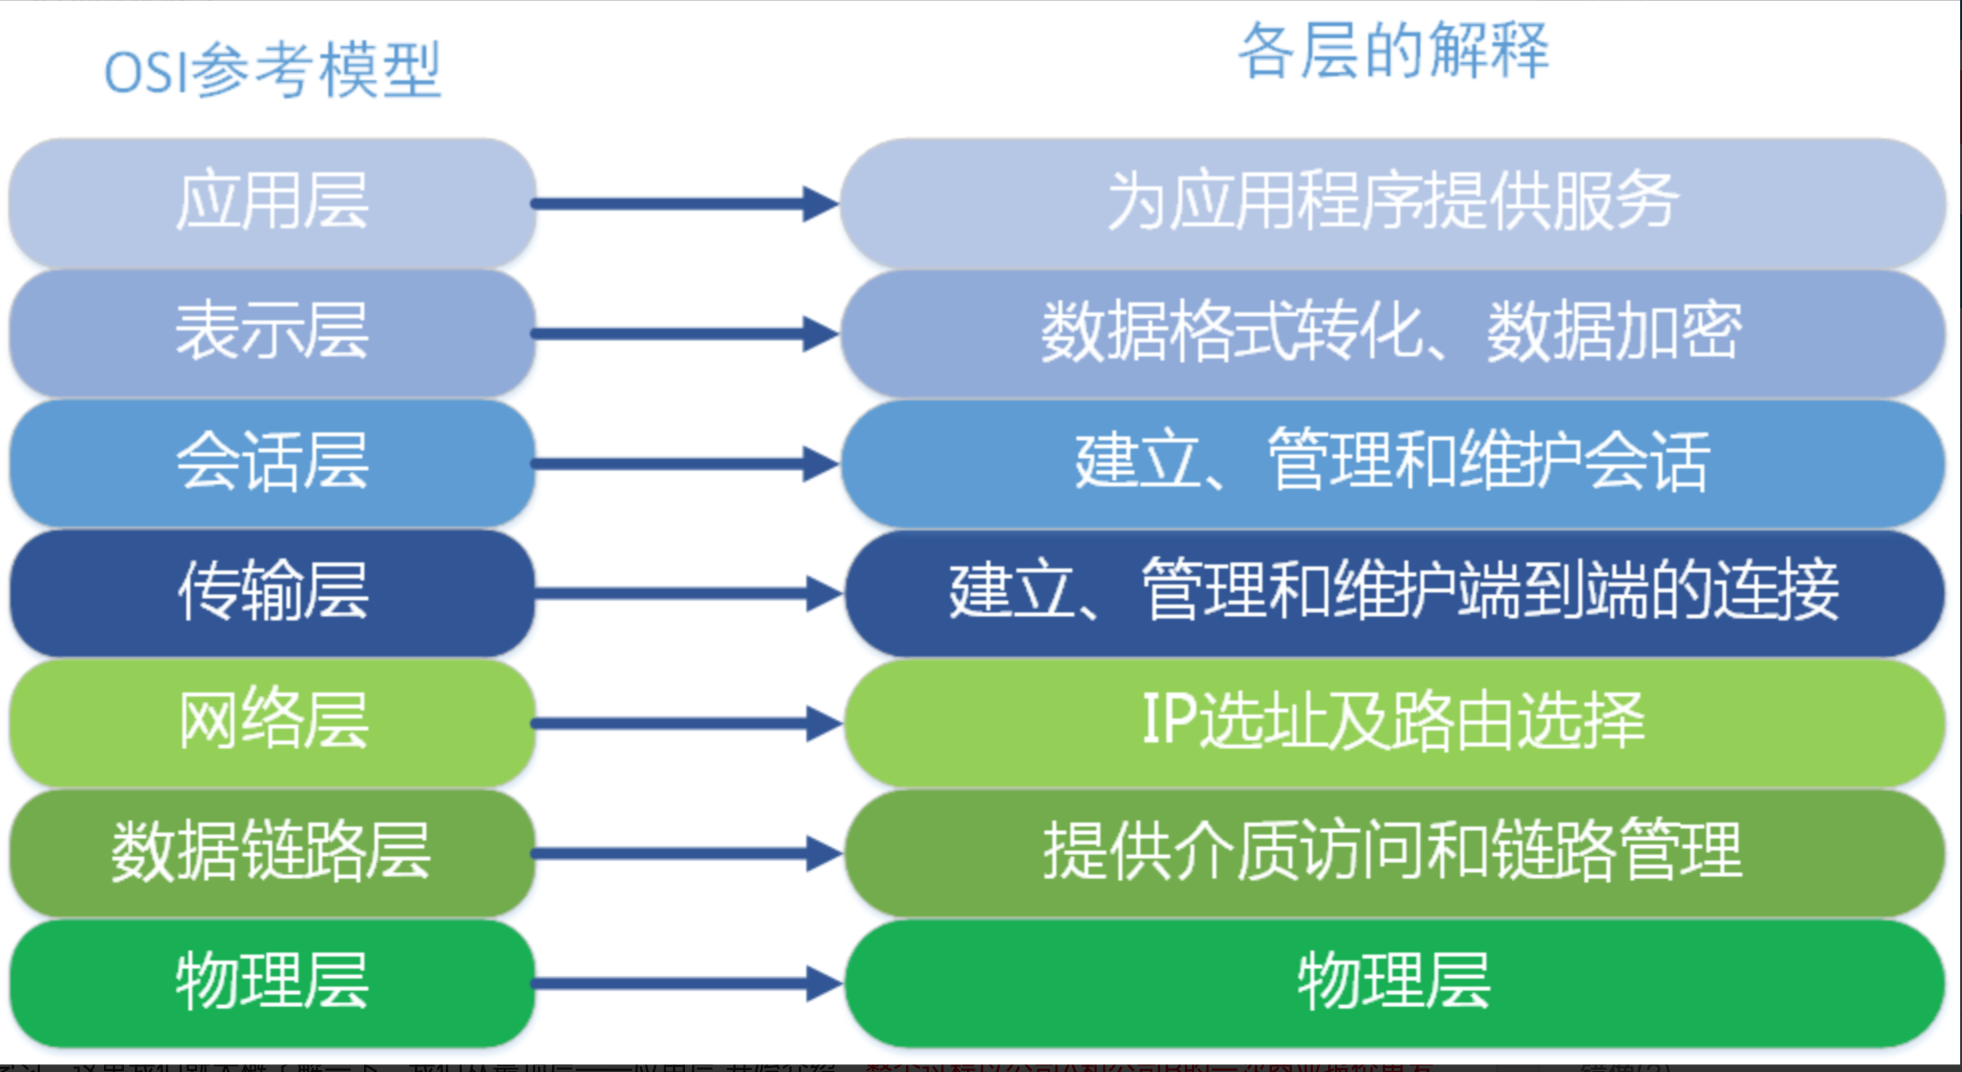 OSI参考模型
各层的解释
应用层
为应用程序提供服务
表示层
数据格式转化、数据加密
会话层
建立、管理和维护会话
传输层
建立、管理和维护端到端的连接
网络层
IP选址及路由选择
数据链路层
提供介质访问和链路管理
物理层
物理层